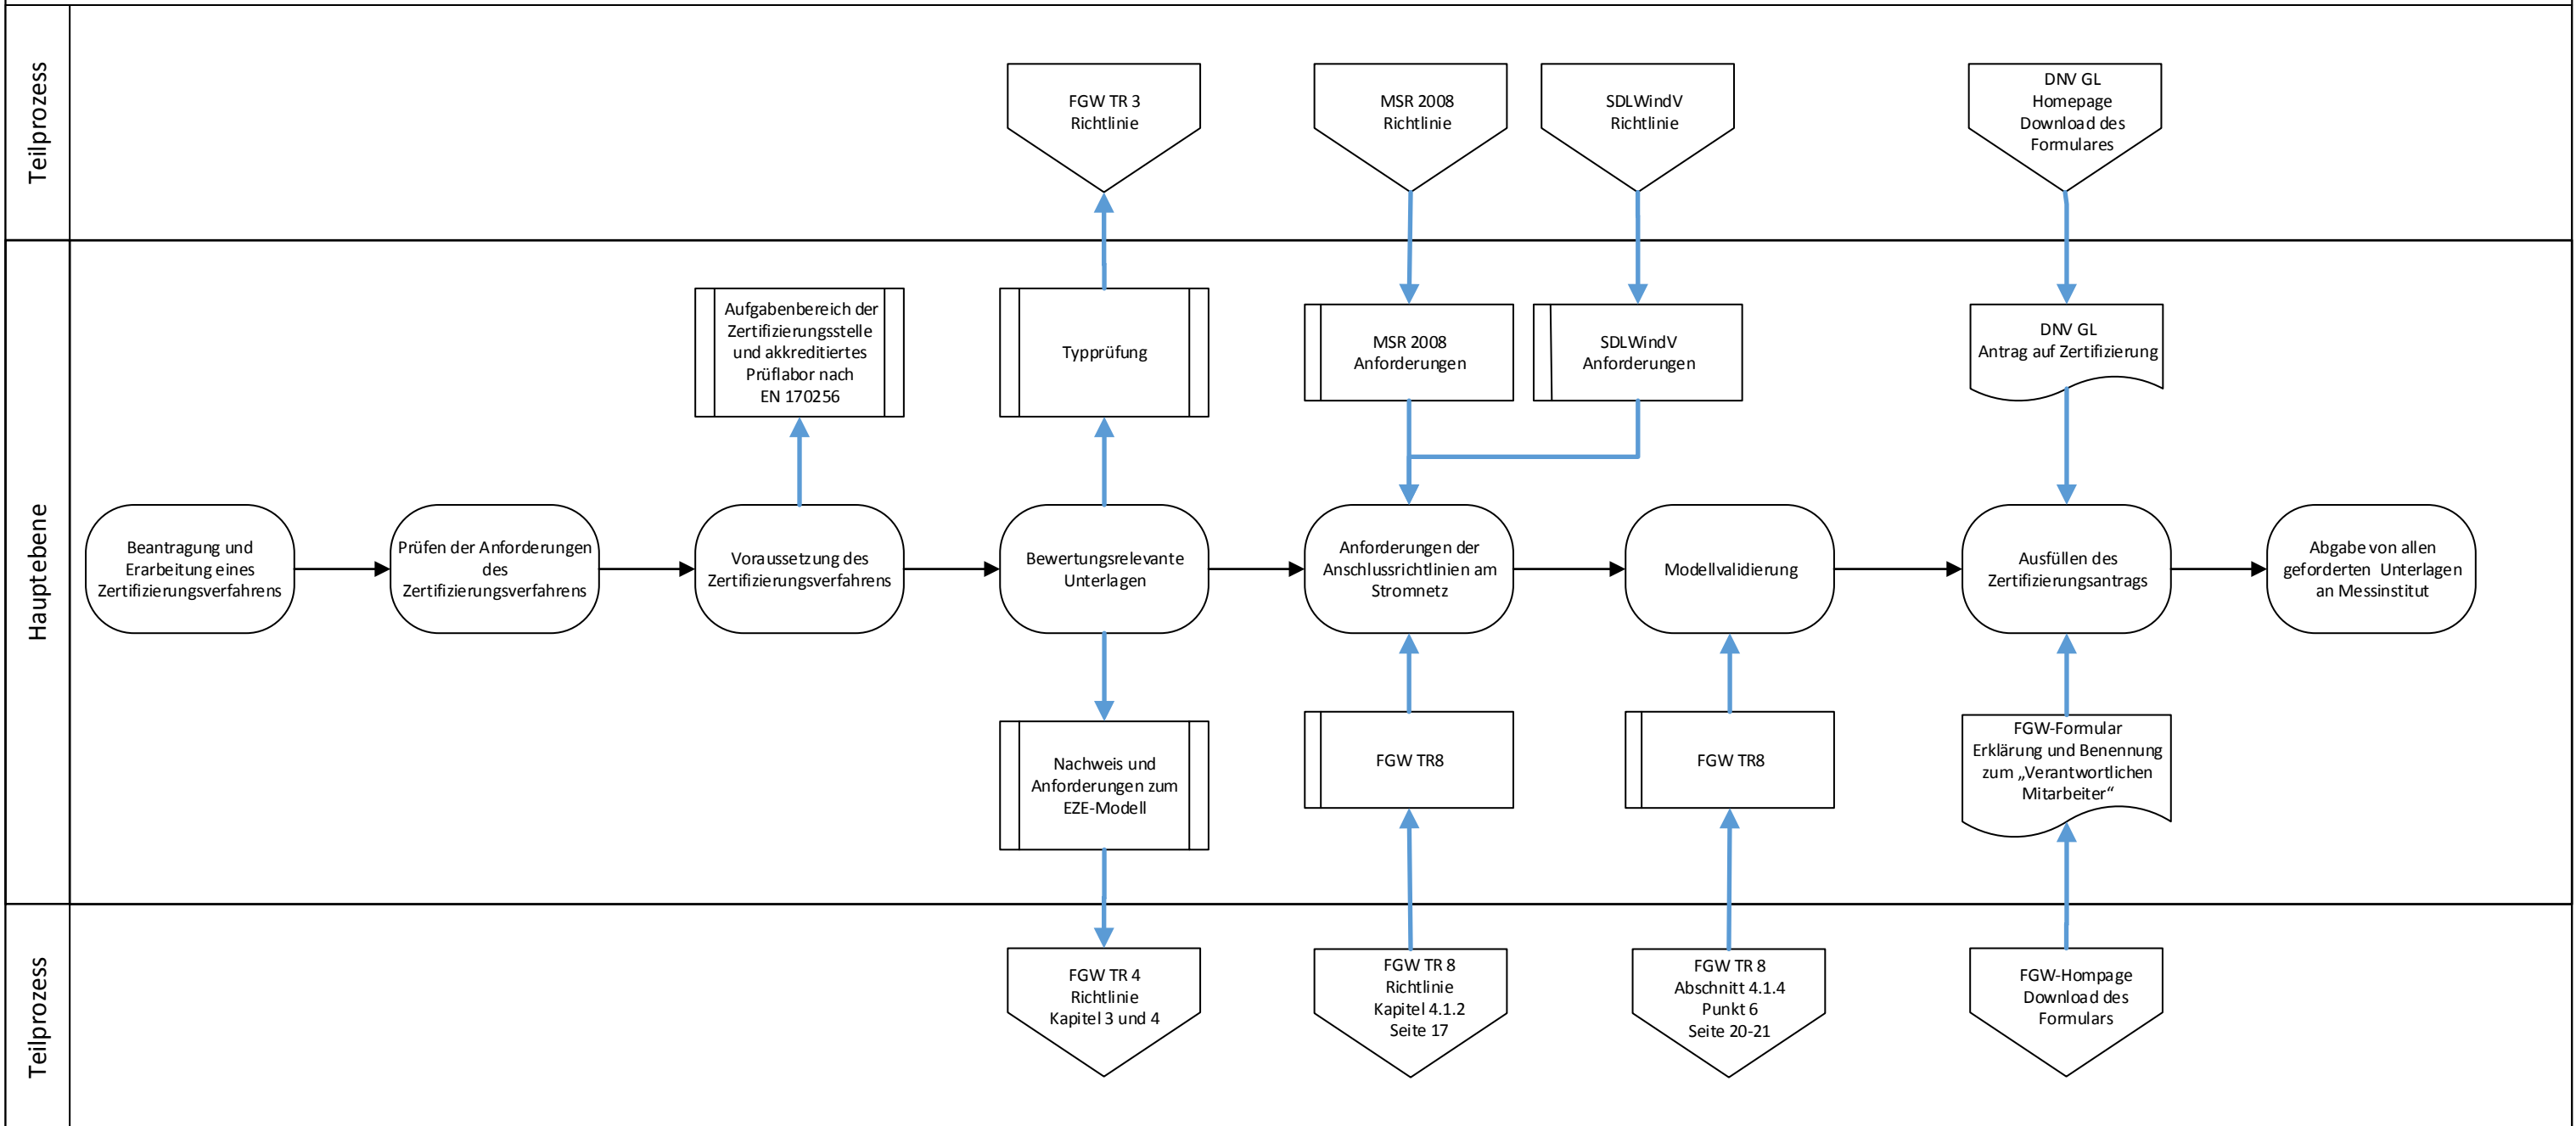 Teilprozess
FGW TR 3
Richtlinie
MSR 2008
Richtlinie
SDLWindV
Richtlinie
DNV GL
Homepage
Download des
Formulares
Hauptebene
Aufgabenbereich der
Zertifizierungsstelle
und akkreditiertes
Prüflabor nach
EN 170256
Typprüfung
MSR 2008
Anforderungen
SDLWindV
Anforderungen
DNV GL
Antrag auf Zertifizierung
Beantragung und
Erarbeitung eines
Zertifizierungsverfahrens
Prüfen der Anforderungen
des
Zertifizierungsverfahrens
Voraussetzung des
Zertifizierungsverfahrens
Bewertungsrelevante
Unterlagen
Anforderungen der
Anschlussrichtlinien am
Stromnetz
Modellvalidierung
Ausfüllen des
Zertifizierungsantrags
Abgabe von allen
geforderten Unterlagen
an Messinstitut
Nachweis und
Anforderungen zum
EZE-Modell
FGW TR8
FGW TR8
FGW-Formular
Erklärung und Benennung
zum „Verantwortlichen
Mitarbeiter“
Teilprozess
FGW TR 4
Richtlinie
Kapitel 3 und 4
FGW TR 8
Richtlinie
Kapitel 4.1.2
Seite 17
FGW TR 8
Abschnitt 4.1.4
Punkt 6
Seite 20-21
FGW-Hompage
Download des
Formulars